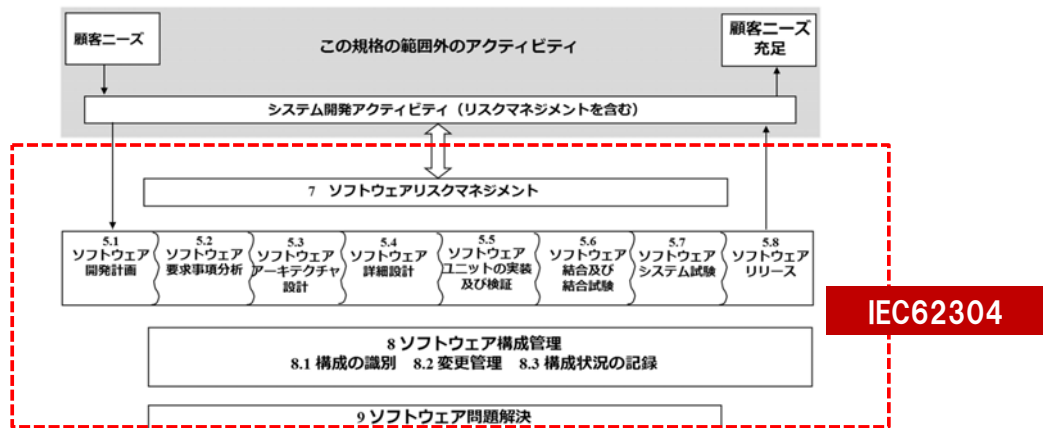 顧客ニーズ
この規格の範囲外のアクティビティ
顧客ニーズ
充足
システム開発アクティビティ（リスクマネジメントを含む）
7 ソフトウェアリスクマネジメント
5.1
ソフトウェア
開発計画
5.2
ソフトウェア
要求事項分析
5.3
ソフトウェア
アーキテクチャ
設計
5.4
ソフトウェア
詳細設計
5.5
ソフトウェア
ユニットの実装
及び検証
5.6
ソフトウェア
結合及び
結合試験
5.7
ソフトウェア
システム試験
5.8
ソフトウェア
リリース
IEC62304
8 ソフトウェア構成管理
8.1 構成の識別 8.2 変更管理 8.3 構成状況の記録
9 ソフトウェア問題解決